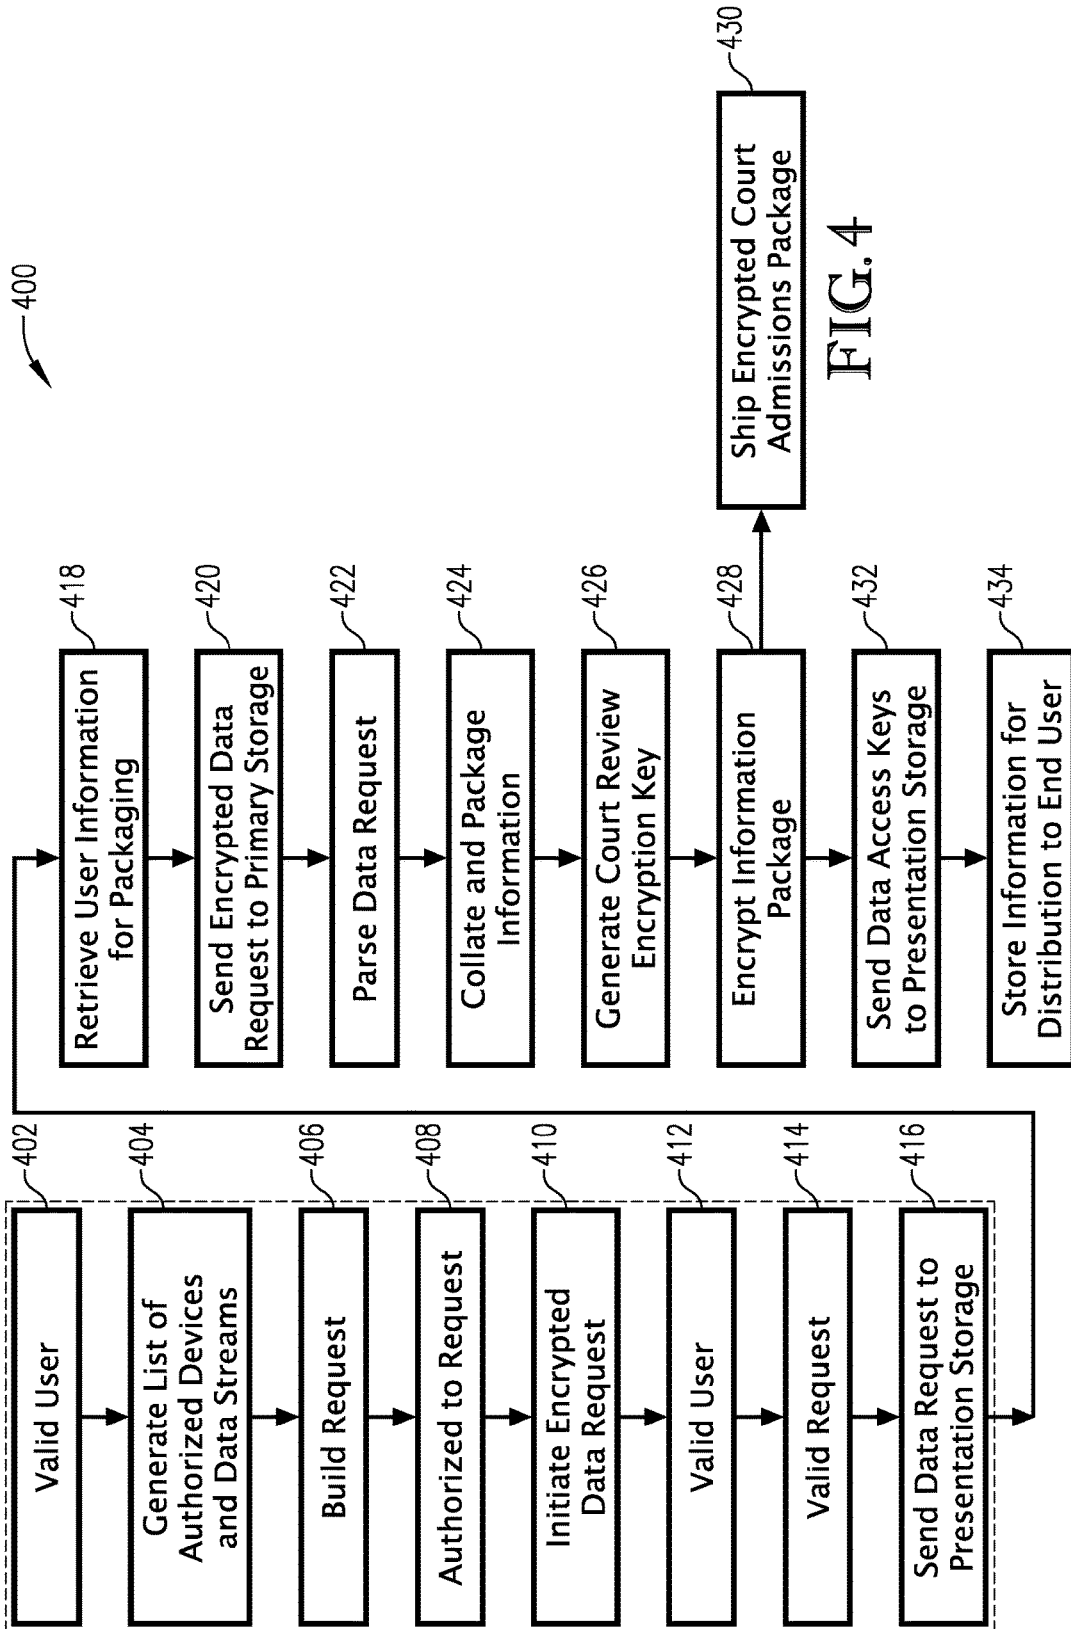 400
402
Valid User
404
Generate List of
Authorized Devices
and Data Streams
406
Build Request
408
Authorized to Request
410
Initiate Encrypted
Data Request
412
Valid User
414
Valid Request
416
Send Data Request to
Presentation Storage
418
Retrieve User Information
for Packaging
420
Send Encrypted Data
Request to Primary Storage
422
Parse Data Request
424
Collate and Package
Information
426
Generate Court Review
Encryption Key
428
Encrypt Information
Package
430
Ship Encrypted Court
Admissions Package
432
Send Data Access Keys
to Presentation Storage
434
Store Information for
Distribution to End User
FIG. 4